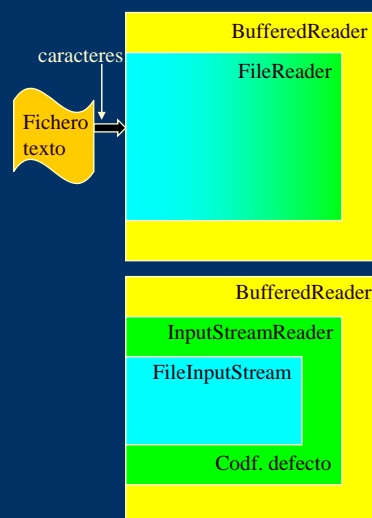 BufferedReader
caracteres
FileReader
Fichero
texto
BufferedReader
InputStreamReader
FileInputStream
Codf. defecto